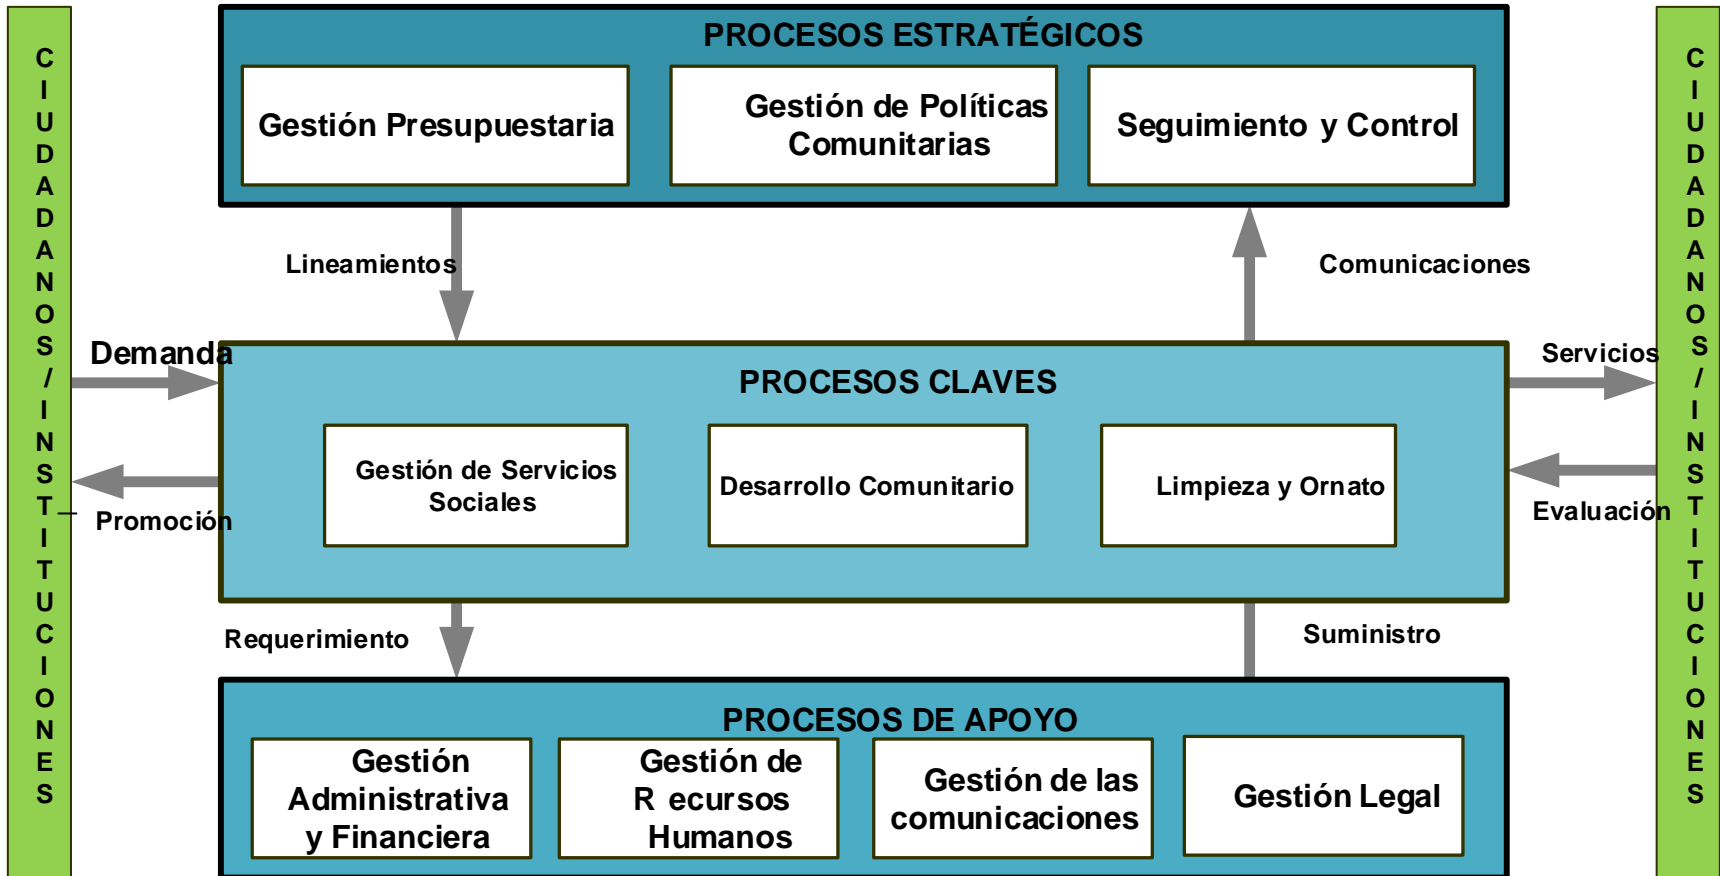 CIUDADANOS/INSTITUCIONES
PROCESOS ESTRATÉGICOS
Gestión Presupuestaria
Gestión de Políticas
Comunitarias
Seguimiento y Control
Lineamientos
Comunicaciones
Demanda
Promoción
PROCESOS CLAVES
Gestión de Servicios
Sociales
Desarrollo Comunitario
Limpieza y Ornato
Servicios
Evaluación
Requerimiento
Suministro
PROCESOS DE APOYO
Gestión
Administrativa
y Financiera
Gestión de
R ecursos
Humanos
Gestión de las
comunicaciones
Gestión Legal
CIUDADANOS/INSTITUCIONES